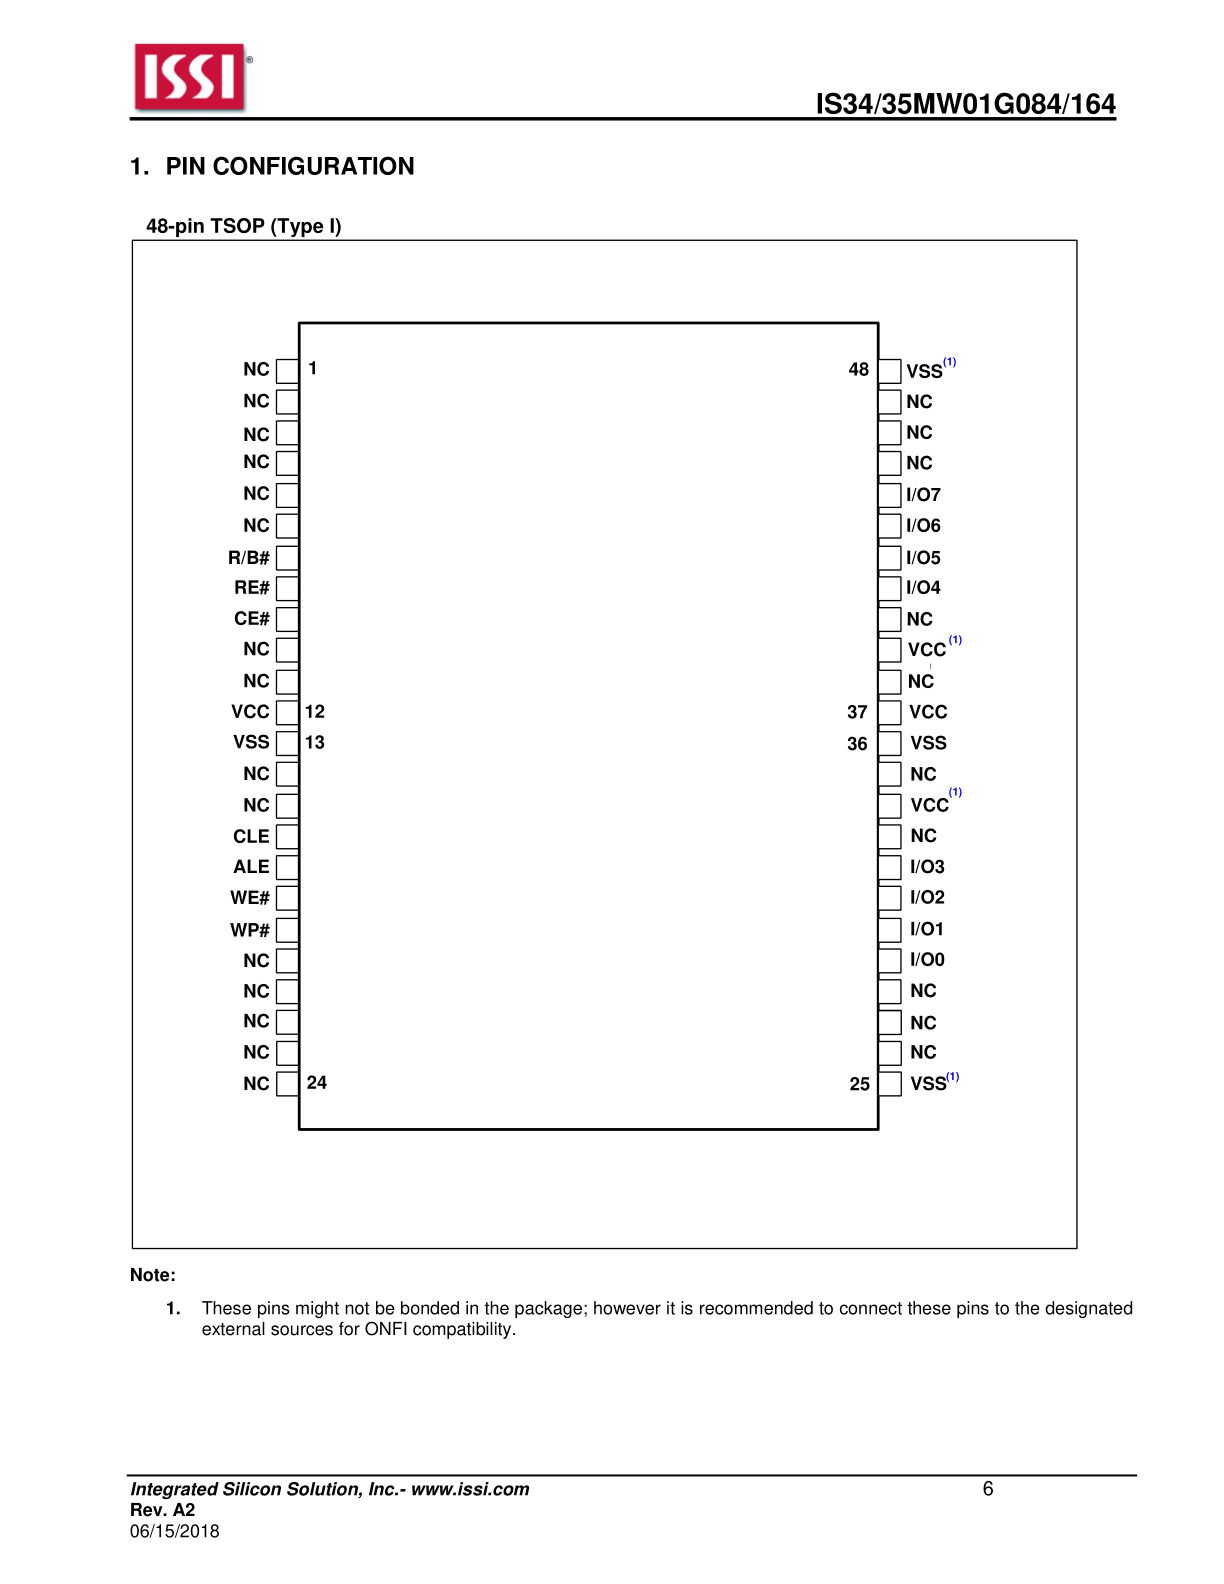 ISSI®
IS34/35MW01G084/164
1. PIN CONFIGURATION
48-pin TSOP (Type I)
NC 1 48 VSS(1)
NC NC
NC NC
NC NC
NC I/O7
NC I/O6
R/B# I/O5
RE# I/O4
CE# NC
NC VCC (1)
NC NC
VCC 12 37 VCC
VSS 13 36 VSS
NC NC
NC VCC(1)
CLE NC
ALE I/O3
WE# I/O2
WP# I/O1
NC I/O0
NC NC
NC NC
NC NC
NC 24 25 VSS(1)
Note:
1. These pins might not be bonded in the package; however it is recommended to connect these pins to the designated
external sources for ONFI compatibility.
Integrated Silicon Solution, Inc.- www.issi.com 6
Rev. A2
06/15/2018